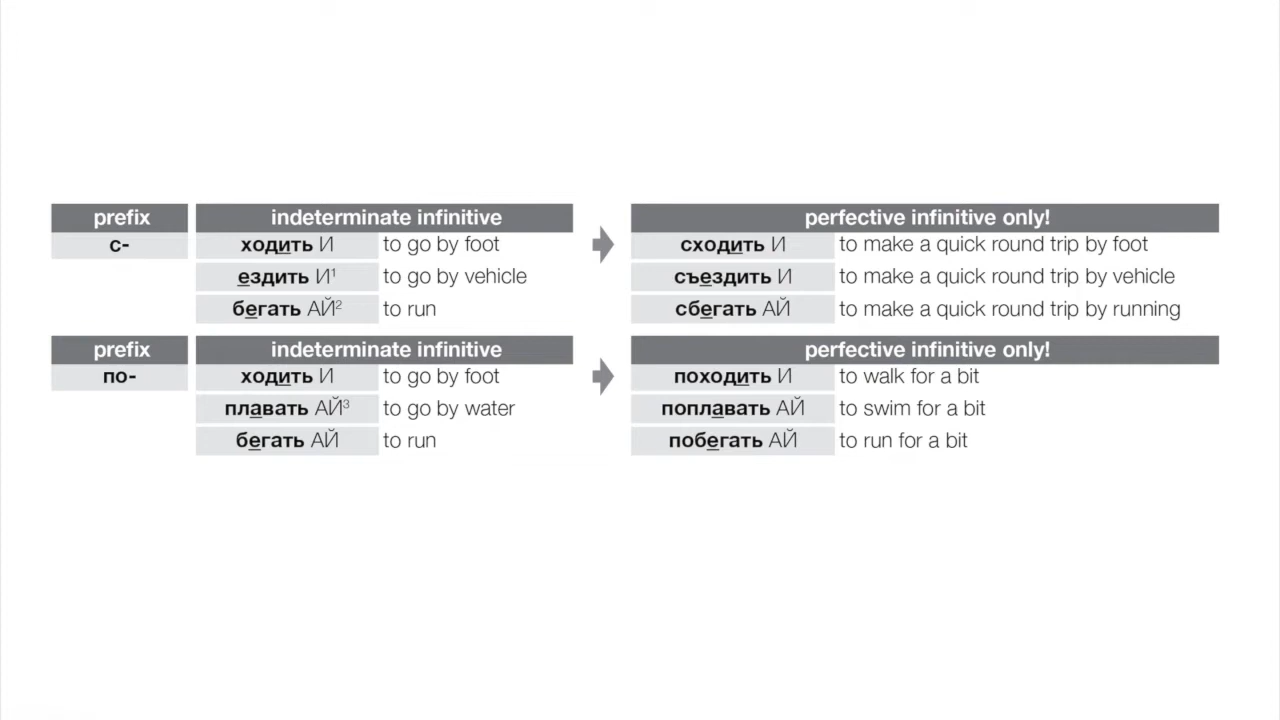 prefix indeterminate infinitive perfective infinitive only!
с- ходить И to go by foot сходить И to make a quick round trip by foot
ездить И¹ to go by vehicle съездить И to make a quick round trip by vehicle
бегать АЙ² to run сбегать АЙ to make a quick round trip by running
prefix indeterminate infinitive perfective infinitive only!
по- ходить И to go by foot походить И to walk for a bit
плавать АЙ³ to go by water поплавать АЙ to swim for a bit
бегать АЙ to run побегать АЙ to run for a bit